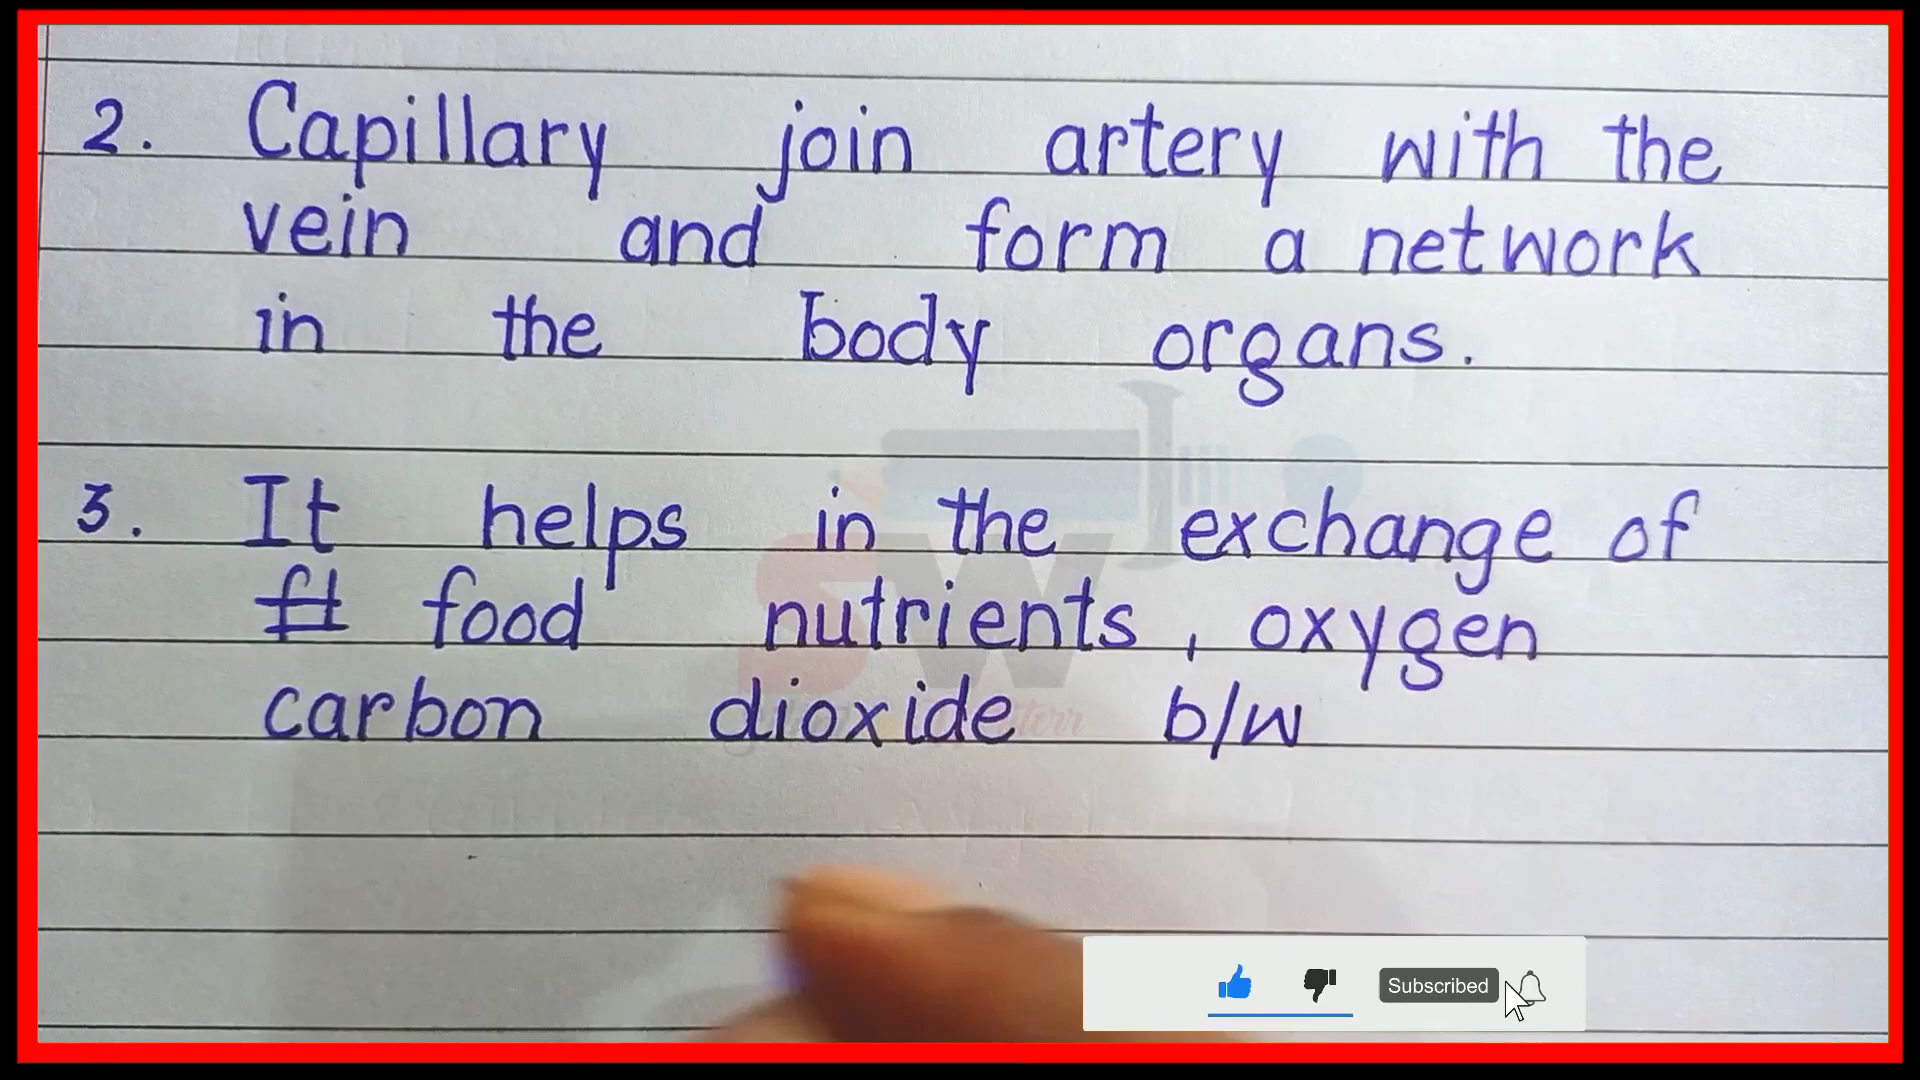 2. Capillary join artery with the
vein and form a network
in the body organs.
3. It helps in the exchange of
food nutrients, oxygen
carbon dioxide b/w
SW
Subscribed